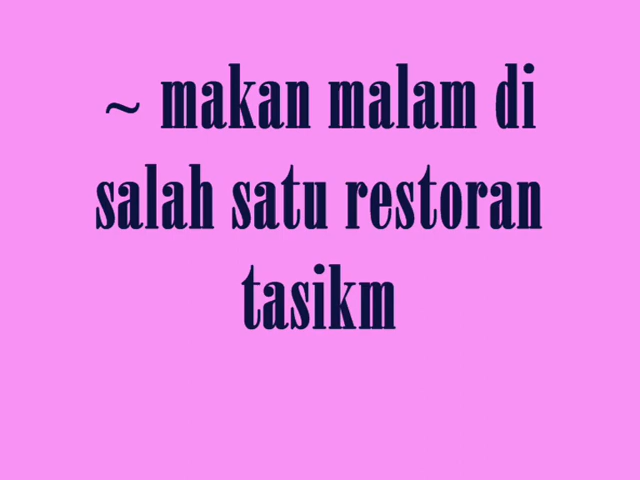 ~ makan malam di
salah satu restoran
tasikm